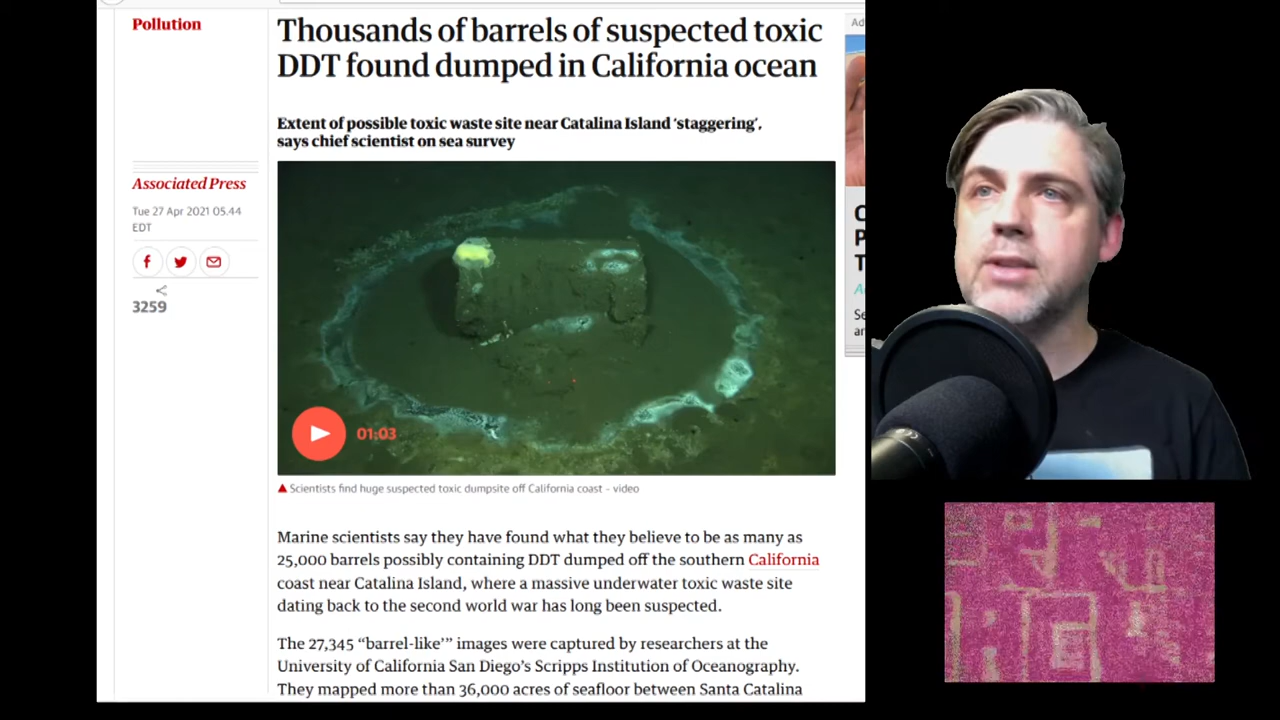 Pollution
Thousands of barrels of suspected toxic
DDT found dumped in California ocean
Extent of possible toxic waste site near Catalina Island ‘staggering’,
says chief scientist on sea survey
Associated Press
Tue 27 Apr 2021 05.44
EDT
3259
01:03
Scientists find huge suspected toxic dumpsite off California coast – video
Marine scientists say they have found what they believe to be as many as
25,000 barrels possibly containing DDT dumped off the southern California
coast near Catalina Island, where a massive underwater toxic waste site
dating back to the second world war has long been suspected.
The 27,345 “barrel-like’” images were captured by researchers at the
University of California San Diego’s Scripps Institution of Oceanography.
They mapped more than 36,000 acres of seafloor between Santa Catalina
Ad